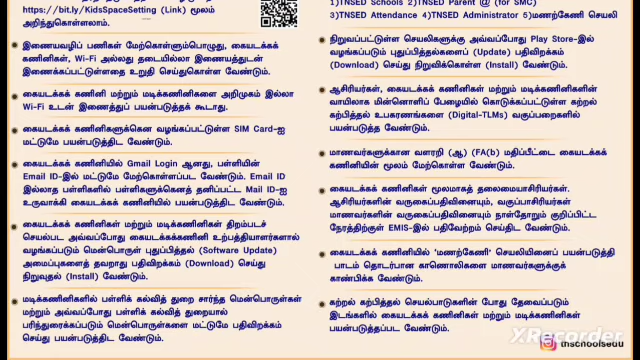 https://bit.ly/KidsSpaceSetting (Link) மூலம்
அறிந்துகொள்ளலாம்.
இணையவழிப் பணிகள் மேற்கொள்ளும்பொழுது, கையடக்கக்
கணினிகள், Wi-Fi அல்லது தடையில்லா இணையத்துடன்
இணைக்கப்பட்டுள்ளதை உறுதி செய்துகொள்ள வேண்டும்.
கையடக்கக் கணினி மற்றும் மடிக்கணினிகளை அறிமுகம் இல்லா
Wi-Fi உடன் இணைத்துப் பயன்படுத்தக் கூடாது.
கையடக்கக் கணினிகளுக்கென வழங்கப்பட்டுள்ள SIM Card-ஐ
மட்டுமே பயன்படுத்திட வேண்டும்.
கையடக்கக் கணினியில் Gmail Login ஆனது, பள்ளியின்
Email ID-இல் மட்டுமே மேற்கொள்ளப்பட வேண்டும். Email ID
இல்லாத பள்ளிகளில் பள்ளிகளுக்கெனத் தனிப்பட்ட Mail ID-ஐ
உருவாக்கி கையடக்கக் கணினியில் பயன்படுத்திட வேண்டும்.
கையடக்கக் கணினிகள் மற்றும் மடிக்கணினிகள் திறம்படச்
செயல்பட அவ்வப்போது கையடக்கக்கணினி உற்பத்தியாளர்களால்
வழங்கப்படும் மென்பொருள் புதுப்பித்தல் (Software Update)
அமைப்புகளைத் தவறாது பதிவிறக்கம் (Download) செய்து
நிறுவுதல் (Install) வேண்டும்.
மடிக்கணினிகளில் பள்ளிக் கல்வித் துறை சார்ந்த மென்பொருள்கள்
மற்றும் அவ்வப்போது பள்ளிக் கல்வித் துறையால்
பரிந்துரைக்கப்படும் மென்பொருள்களை மட்டுமே பதிவிறக்கம்
செய்து பயன்படுத்திட வேண்டும்.
1)TNSED Schools 2)TNSED Parent @ (for SMC)
3)TNSED Attendance 4)TNSED Administrator 5)மணற்கேணி செயலி
நிறுவப்பட்டுள்ள செயலிகளுக்கு அவ்வப்போது Play Store-இல்
வழங்கப்படும் புதுப்பித்தல்களைப் (Update) பதிவிறக்கம்
(Download) செய்து நிறுவிக்கொள்ள (Install) வேண்டும்.
ஆசிரியர்கள், கையடக்கக் கணினிகள் மற்றும் மடிக்கணினிகளின்
வாயிலாக மின்னொளிப் பேழையில் கொடுக்கப்பட்டுள்ள கற்றல்
கற்பித்தல் உபகரணங்களை (Digital-TLMs) வகுப்பறைகளில்
பயன்படுத்த வேண்டும்.
மாணவர்களுக்கான வளரறி (ஆ) (FA(b) மதிப்பீட்டை கையடக்கக்
கணினியின் மூலம் மேற்கொள்ள வேண்டும்.
கையடக்கக் கணினிகள் மூலமாகத் தலைமையாசிரியர்கள்.
ஆசிரியர்களின் வருகைப்பதிவினையும், வகுப்பாசிரியர்கள்
மாணவர்களின் வருகைப்பதிவினையும் நாள்தோறும் குறிப்பிட்ட
நேரத்திற்குள் EMIS-இல் பதிவேற்றம் செய்திட வேண்டும்.
கையடக்கக் கணினியில் 'மணற்கேணி' செயலியினைப் பயன்படுத்தி
பாடம் தொடர்பான காணொலிகளை மாணவர்களுக்குக்
காண்பிக்க வேண்டும்.
கற்றல் கற்பித்தல் செயல்பாடுகளின் போது தேவைப்படும்
இடங்களில் கையடக்கக் கணினிகள் மற்றும் மடிக்கணினிகள்
பயன்படுத்தப்பட வேண்டும்.
XRecorder